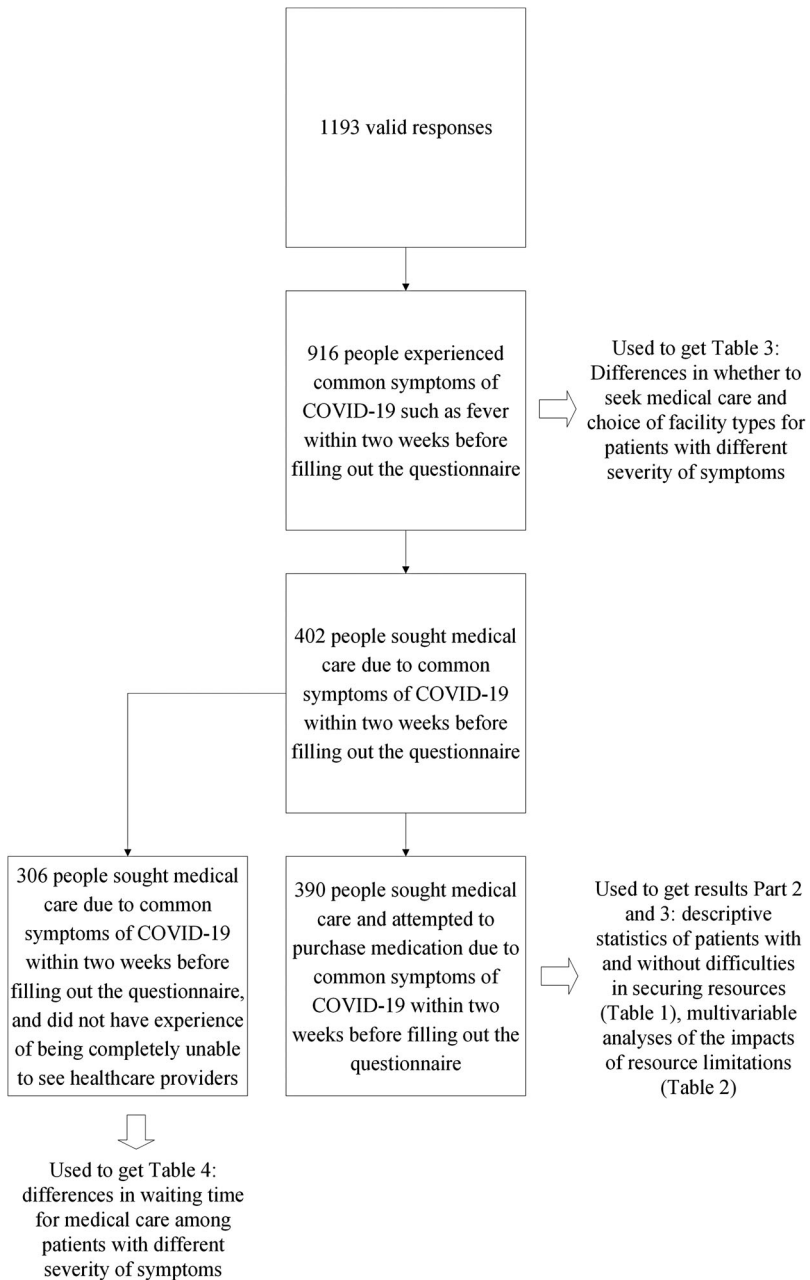 1193 valid responses
916 people experienced
common symptoms of
COVID-19 such as fever
within two weeks before
filling out the questionnaire
Used to get Table 3:
Differences in whether to
seek medical care and
choice of facility types for
patients with different
severity of symptoms
402 people sought medical
care due to common
symptoms of COVID-19
within two weeks before
filling out the questionnaire
306 people sought medical
care due to common
symptoms of COVID-19
within two weeks before
filling out the questionnaire,
and did not have experience
of being completely unable
to see healthcare providers
390 people sought medical
care and attempted to
purchase medication due to
common symptoms of
COVID-19 within two
weeks before filling out the
questionnaire
Used to get results Part 2
and 3: descriptive
statistics of patients with
and without difficulties
in securing resources
(Table 1), multivariable
analyses of the impacts
of resource limitations
(Table 2)
Used to get Table 4:
differences in waiting time
for medical care among
patients with different
severity of symptoms